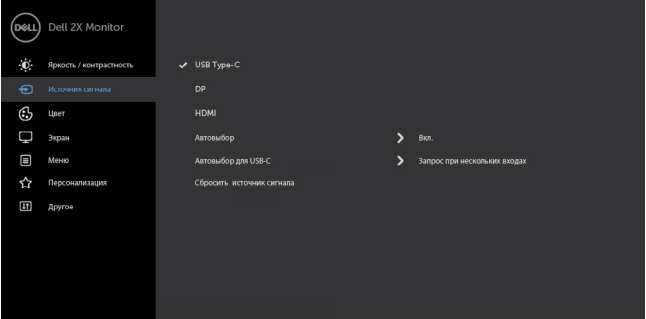 DELL Dell 2X Monitor
Яркость / контрастность
Источник сигнала
Цвет
Экран
Меню
Персонализация
Другое
USB Type-C
DP
HDMI
Автовыбор Вкл.
Автовыбор для USB-C Запрос при нескольких входах
Сбросить источник сигнала